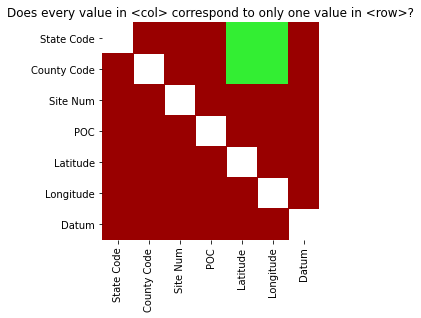 Does every value in <col> correspond to only one value in <row>?
State Code
County Code
Site Num
POC
Latitude
Longitude
Datum
State Code
County Code
Site Num
POC
Latitude
Longitude
Datum